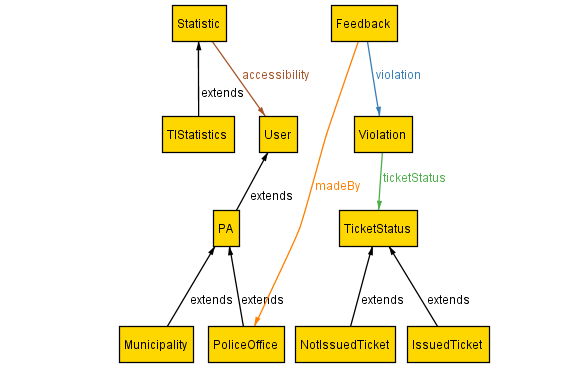 Statistic
Feedback
accessibility
violation
extends
TIStatistics
User
Violation
ticketStatus
madeBy
extends
PA
TicketStatus
extends
extends
extends
extends
Municipality
PoliceOffice
NotIssuedTicket
IssuedTicket